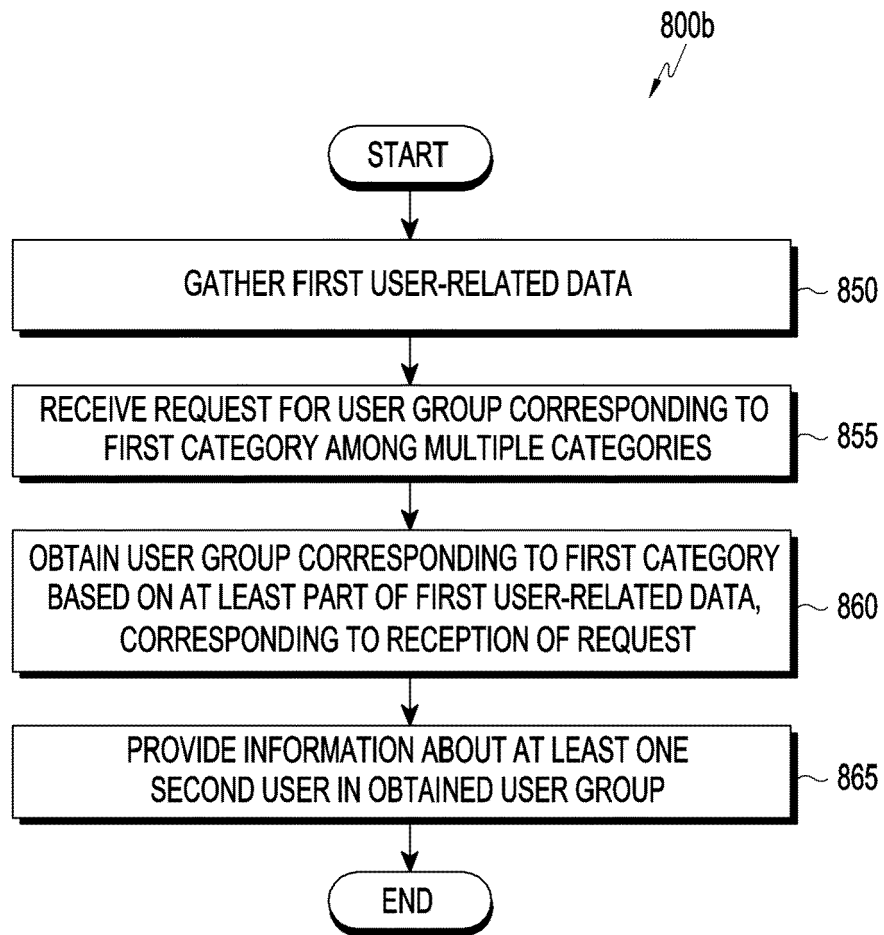 800b
START
GATHER FIRST USER-RELATED DATA
850
RECEIVE REQUEST FOR USER GROUP CORRESPONDING TO
FIRST CATEGORY AMONG MULTIPLE CATEGORIES
855
OBTAIN USER GROUP CORRESPONDING TO FIRST CATEGORY
BASED ON AT LEAST PART OF FIRST USER-RELATED DATA,
CORRESPONDING TO RECEPTION OF REQUEST
860
PROVIDE INFORMATION ABOUT AT LEAST ONE
SECOND USER IN OBTAINED USER GROUP
865
END